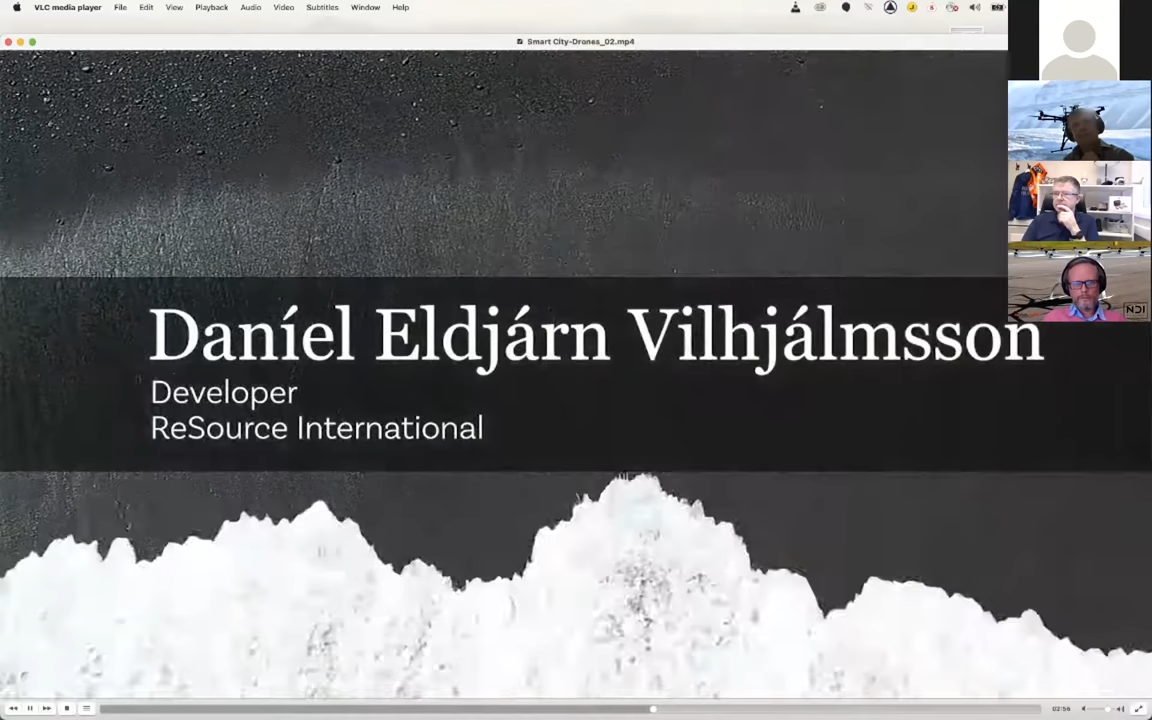 VLC media player File Edit View Playback Audio Video Subtitles Window Help
Smart City-Drones_02.mp4
Daníel Eldjárn Vilhjálmsson
Developer
ReSource International
NDI
02:56